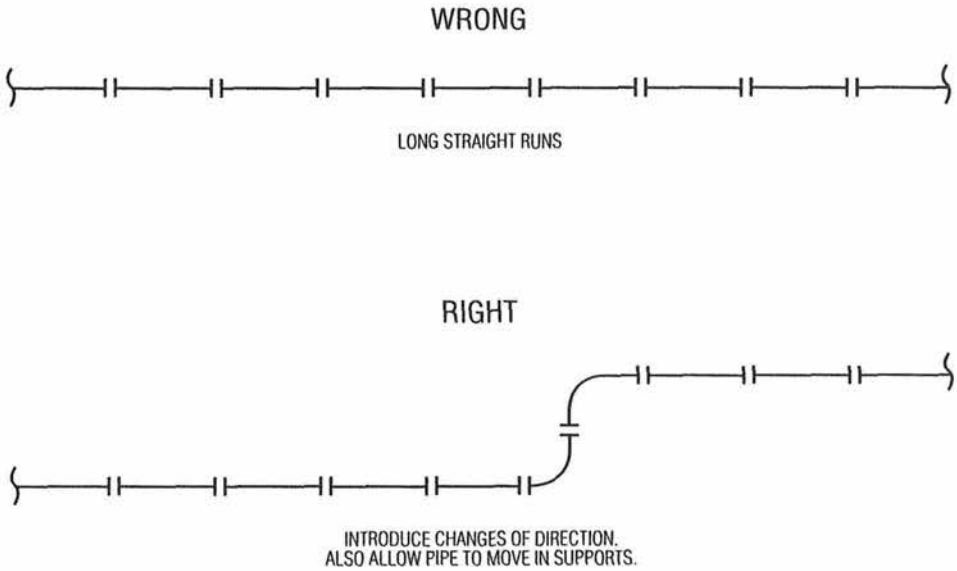 WRONG
LONG STRAIGHT RUNS
RIGHT
INTRODUCE CHANGES OF DIRECTION.
ALSO ALLOW PIPE TO MOVE IN SUPPORTS.